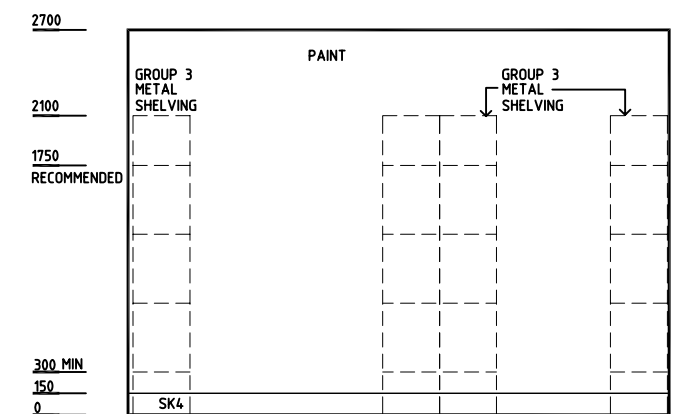 2700
PAINT
GROUP 3
METAL
SHELVING
GROUP 3
METAL
SHELVING
2100
1750
RECOMMENDED
300 MIN
150
SK4
0